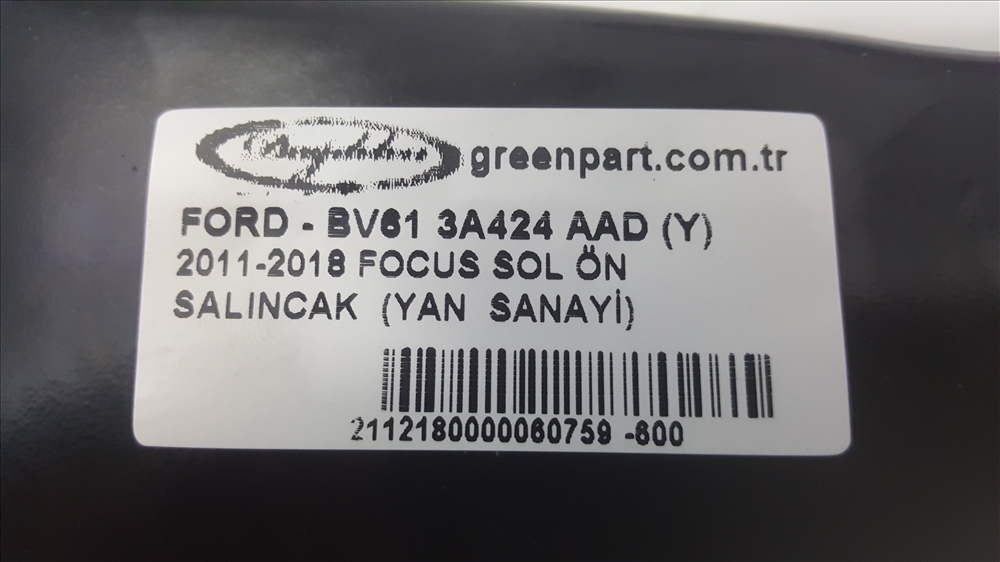 greenpart.com.tr
FORD - BV61 3A424 AAD (Y)
2011-2018 FOCUS SOL ÖN
SALINCAK (YAN SANAYİ)
2112180000060759 -600